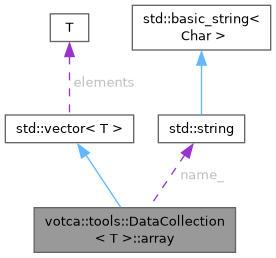 T
std::basic_string<
Char >
elements
std::vector< T >
std::string
name_
votca::tools::DataCollection
< T >::array